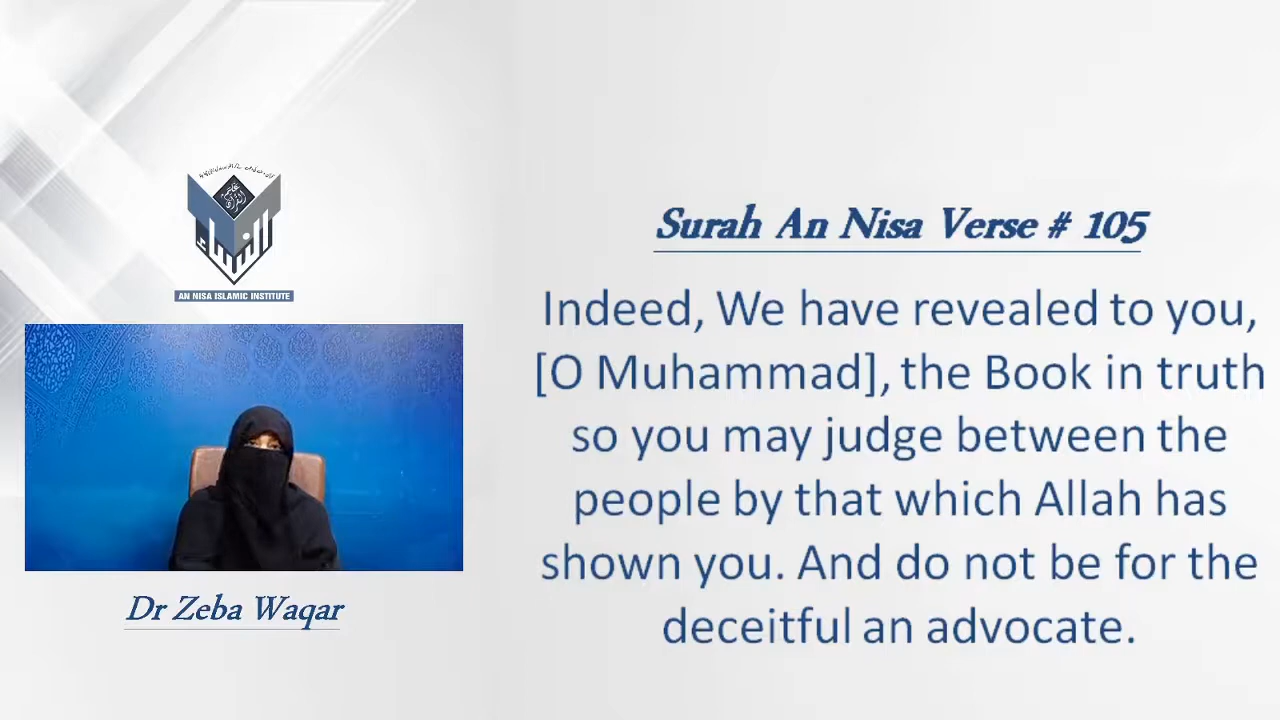 AN NISA ISLAMIC INSTITUTE
Dr Zeba Waqar
Surah An Nisa Verse # 105
Indeed, We have revealed to you,
[O Muhammad], the Book in truth
so you may judge between the
people by that which Allah has
shown you. And do not be for the
deceitful an advocate.